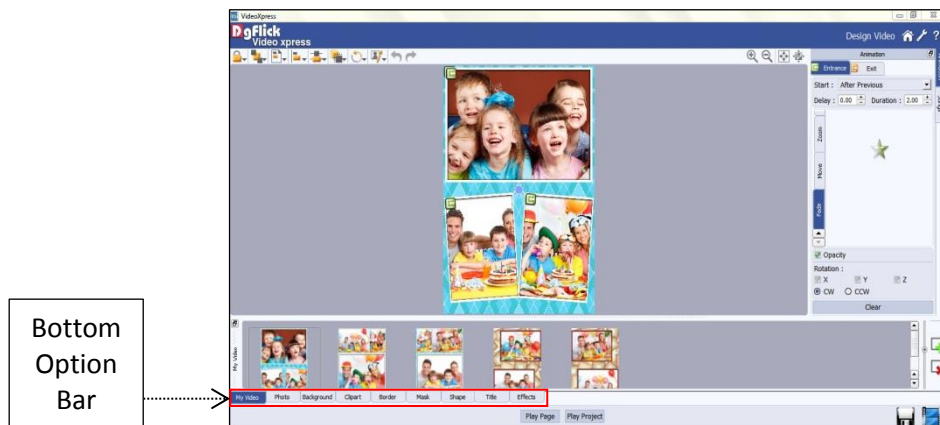 VideoXpress
DgFlick
Video xpress
Design Video ?
Animation
Entrance Exit
Start : After Previous
Delay : 0.00 Duration : 2.00
Zoom
Move
Fade
Opacity
Rotation :
X Y Z
CW CCW
Clear
My Video
Bottom
Option
Bar
My Video Photo Background Clipart Border Mask Shape Title Effects
Play Page Play Project